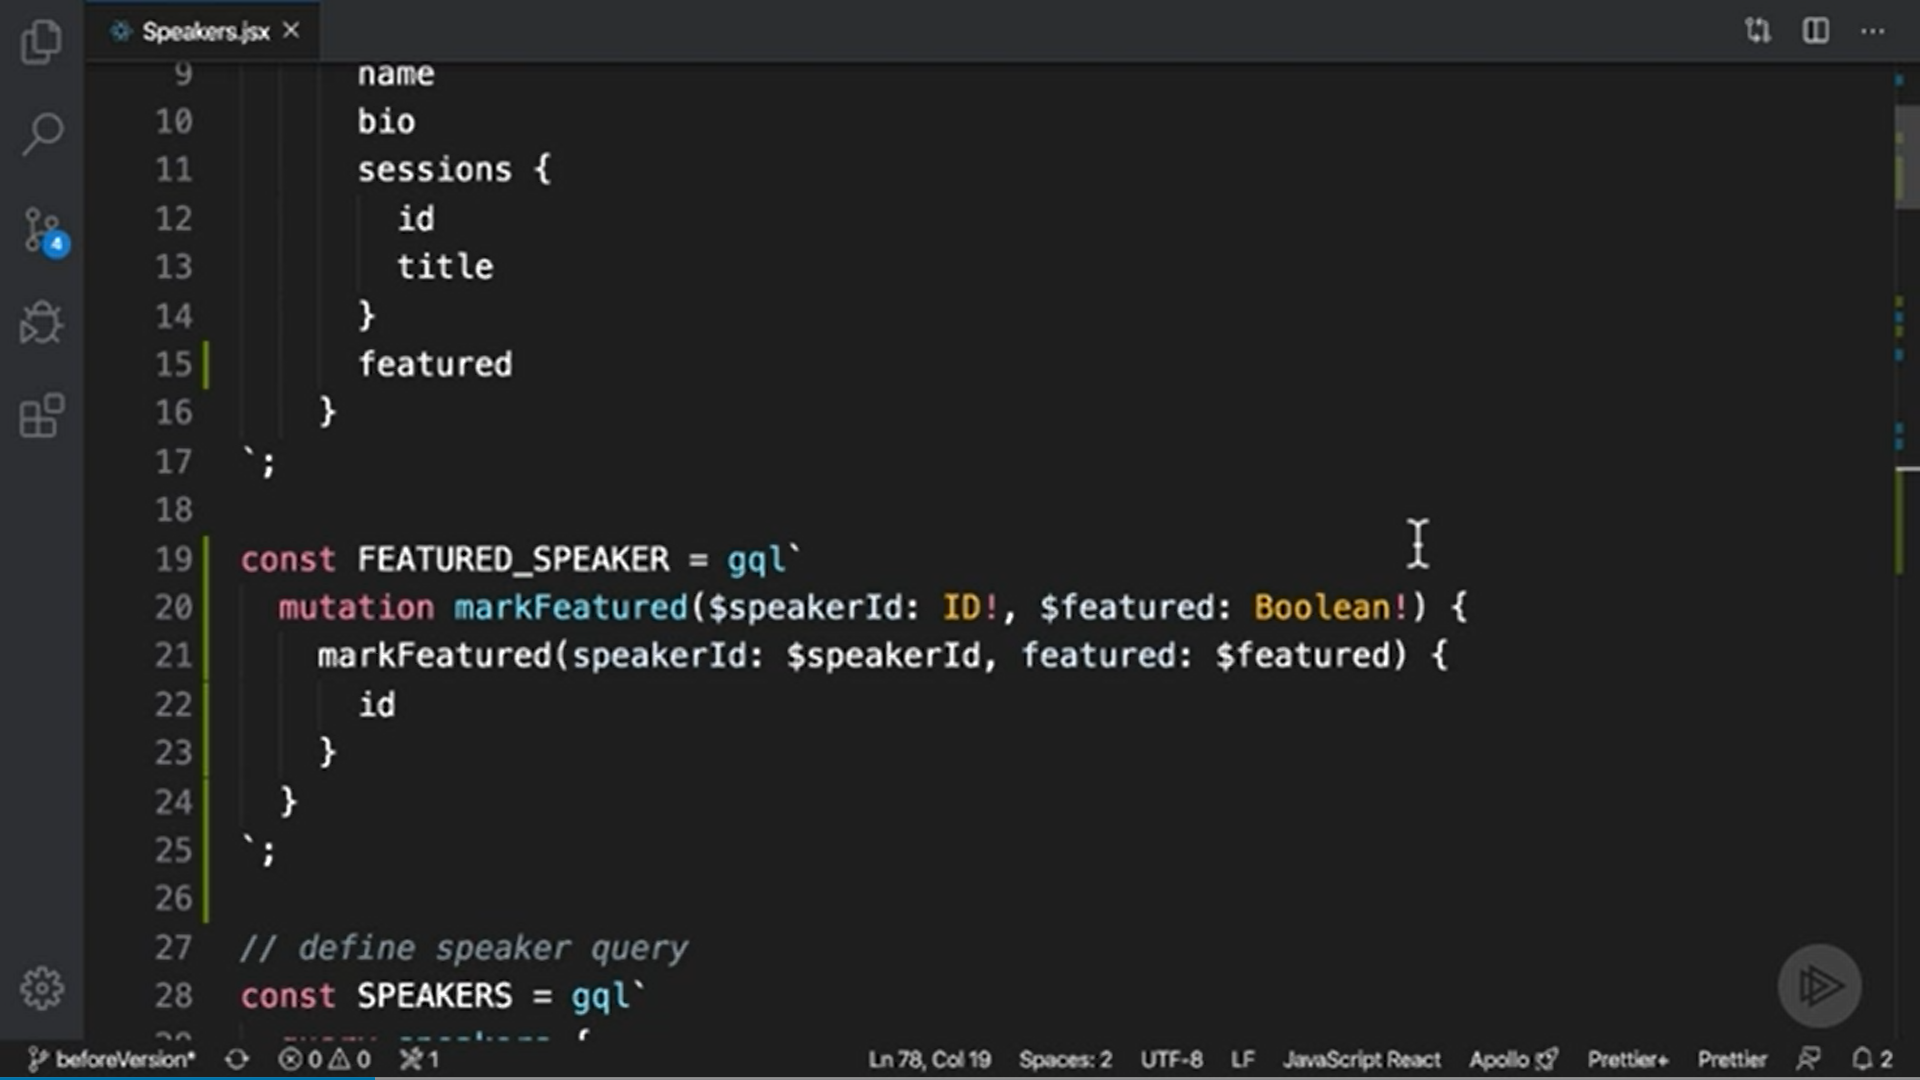 Speakers.jsx
9 name
10 bio
11 sessions {
12 id
13 title
14 }
15 featured
16 }
17 `;
18
19 const FEATURED_SPEAKER = gql`
20 mutation markFeatured($speakerId: ID!, $featured: Boolean!) {
21 markFeatured(speakerId: $speakerId, featured: $featured) {
22 id
23 }
24 }
25 `;
26
27 // define speaker query
28 const SPEAKERS = gql`
4
beforeVersion* 0 0 1 Ln 78, Col 19 Spaces: 2 UTF-8 LF JavaScript React Apollo Prettier+ Prettier 2